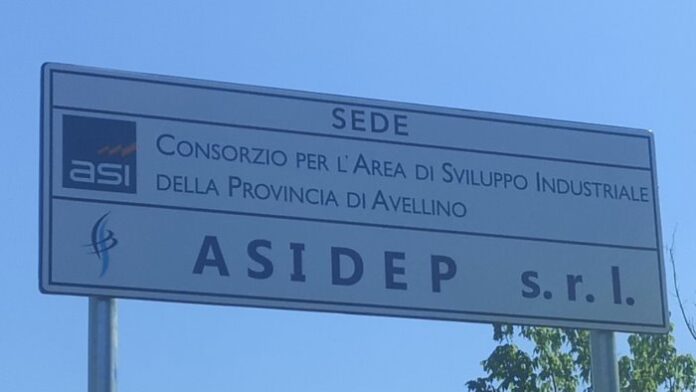 SEDE
asi
CONSORZIO PER L'AREA DI SVILUPPO INDUSTRIALE
DELLA PROVINCIA DI AVELLINO
ASIDEP s.r.l.